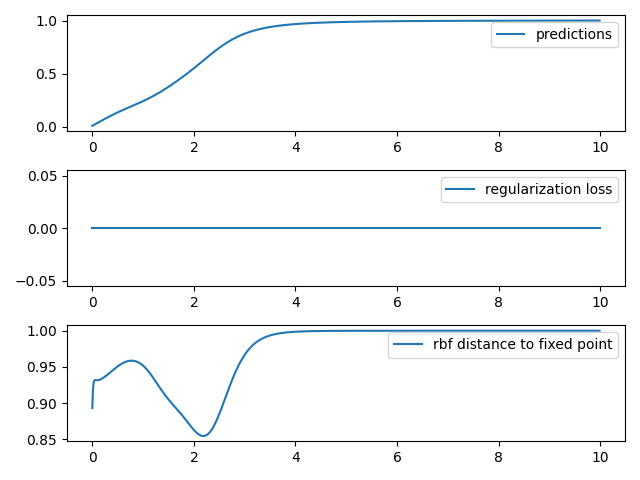 1.0
predictions
0.5
0.0
0 2 4 6 8 10
0.05
regularization loss
0.00
−0.05
0 2 4 6 8 10
1.00
rbf distance to fixed point
0.95
0.90
0.85
0 2 4 6 8 10